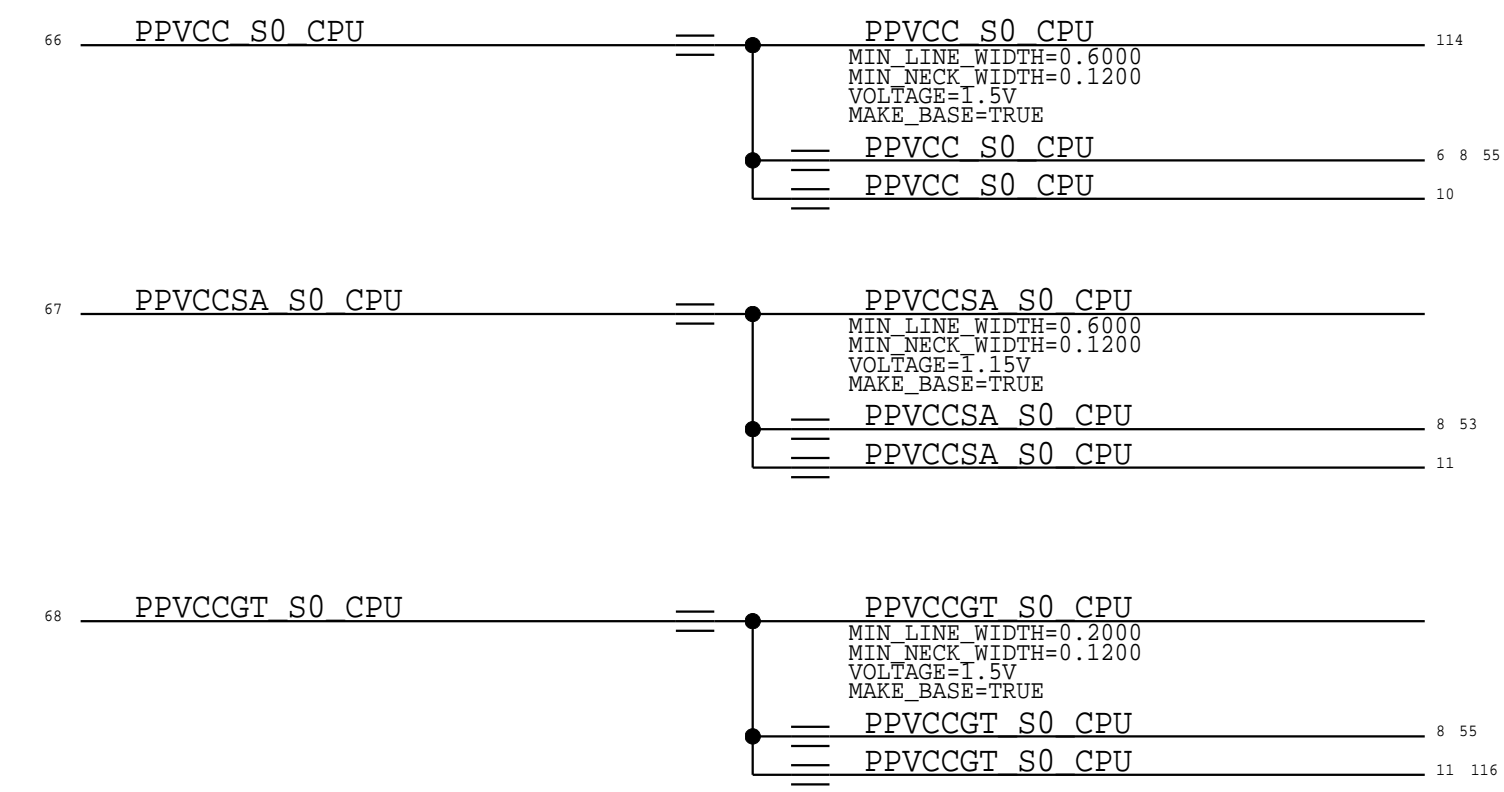 66 PPVCC_S0_CPU PPVCC_S0_CPU 114
MIN_LINE_WIDTH=0.6000
MIN_NECK_WIDTH=0.1200
VOLTAGE=1.5V
MAKE_BASE=TRUE
PPVCC_S0_CPU 6 8 55
PPVCC_S0_CPU 10
67 PPVCCSA_S0_CPU PPVCCSA_S0_CPU
MIN_LINE_WIDTH=0.6000
MIN_NECK_WIDTH=0.1200
VOLTAGE=1.15V
MAKE_BASE=TRUE
PPVCCSA_S0_CPU 8 53
PPVCCSA_S0_CPU 11
68 PPVCCGT_S0_CPU PPVCCGT_S0_CPU
MIN_LINE_WIDTH=0.2000
MIN_NECK_WIDTH=0.1200
VOLTAGE=1.5V
MAKE_BASE=TRUE
PPVCCGT_S0_CPU 8 55
PPVCCGT_S0_CPU 11 116